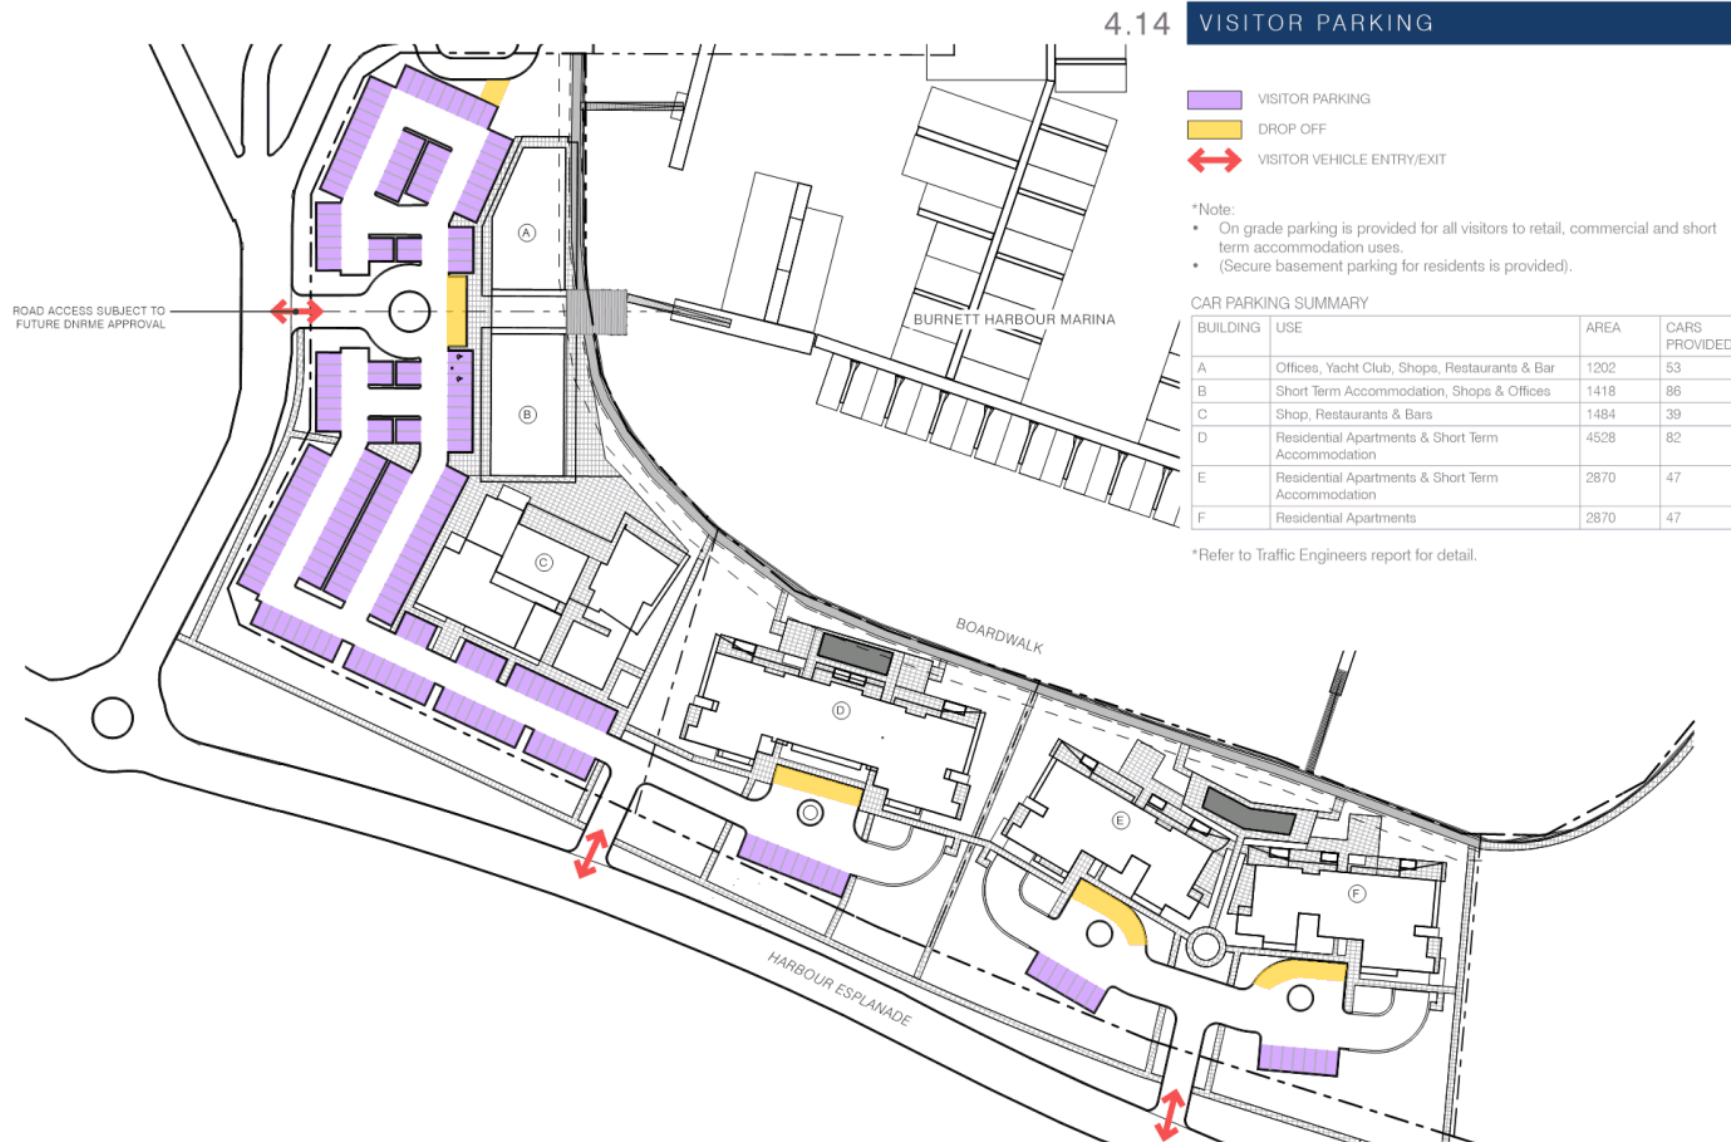 4.14 VISITOR PARKING
VISITOR PARKING
DROP OFF
VISITOR VEHICLE ENTRY/EXIT
*Note:
• On grade parking is provided for all visitors to retail, commercial and short
term accommodation uses.
• (Secure basement parking for residents is provided).
CAR PARKING SUMMARY
BUILDING USE AREA CARS
PROVIDED
A Offices, Yacht Club, Shops, Restaurants & Bar 1202 53
B Short Term Accommodation, Shops & Offices 1418 86
C Shop, Restaurants & Bars 1484 39
D Residential Apartments & Short Term 4528 82
Accommodation
E Residential Apartments & Short Term 2870 47
Accommodation
F Residential Apartments 2870 47
*Refer to Traffic Engineers report for detail.
ROAD ACCESS SUBJECT TO
FUTURE DNRME APPROVAL
BURNETT HARBOUR MARINA
A
B
C
BOARDWALK
D
E
F
HARBOUR ESPLANADE